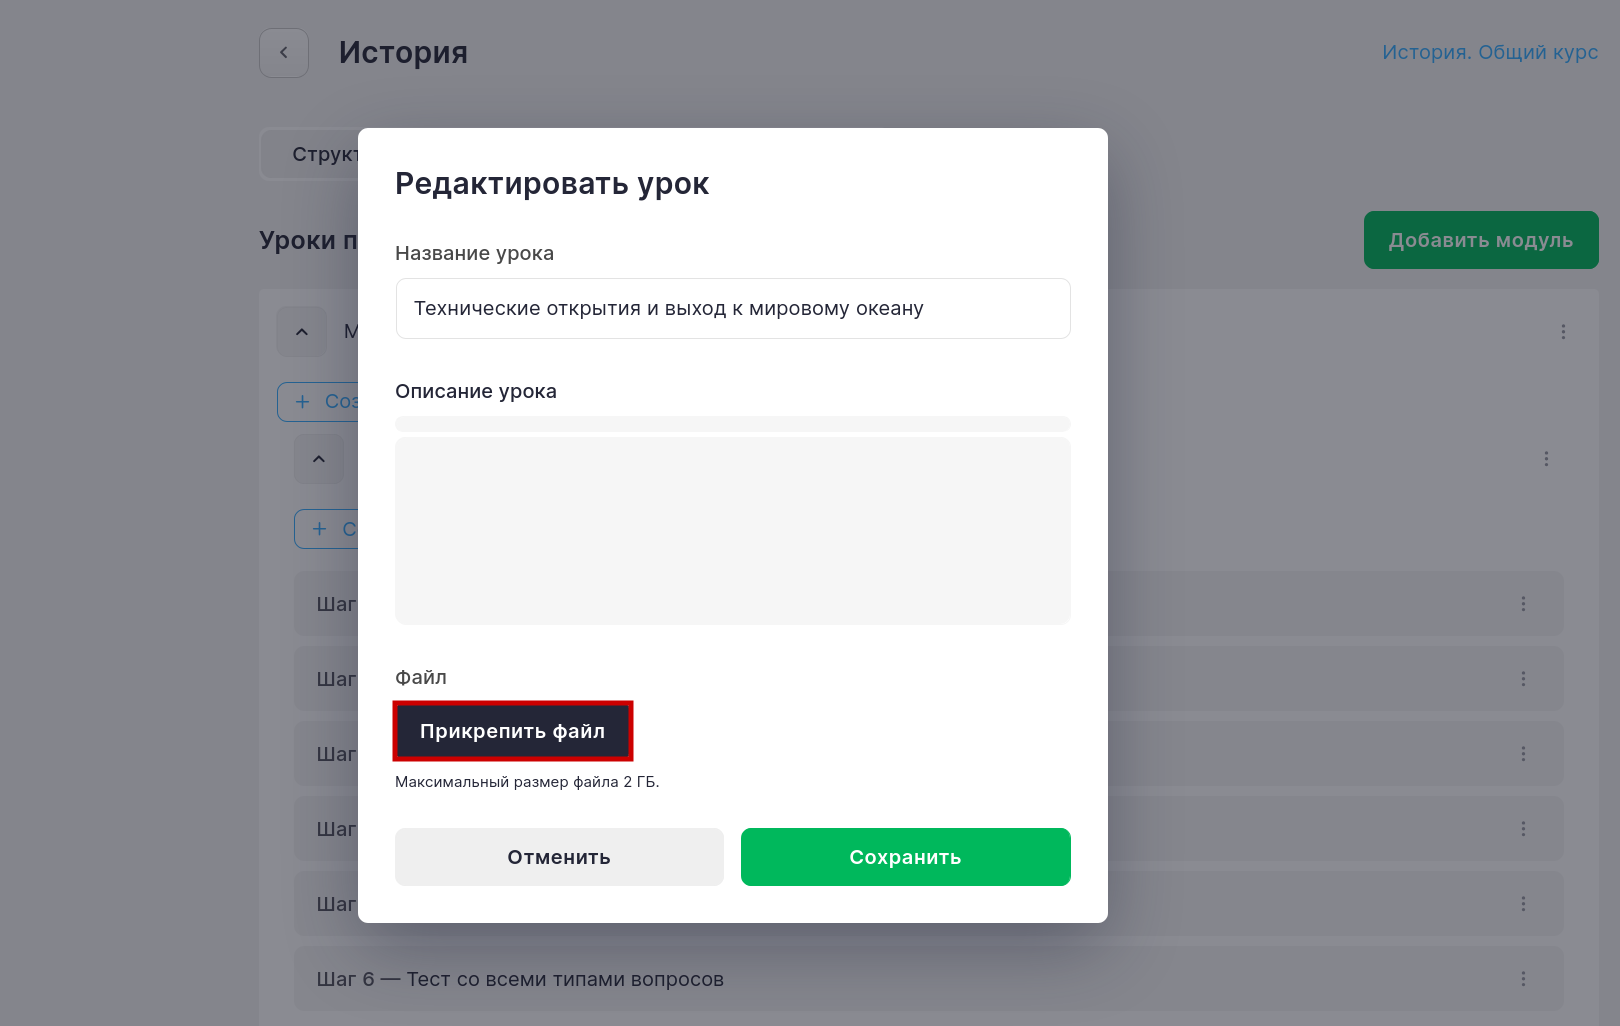 История
История. Общий курс
Редактировать урок
Добавить модуль
Название урока
Технические открытия и выход к мировому океану
Описание урока
Файл
Прикрепить файл
Максимальный размер файла 2 ГБ.
Отменить
Сохранить
Уроки
Шаг
Шаг
Шаг
Шаг
Шаг
Шаг 6 — Тест со всеми типами вопросов